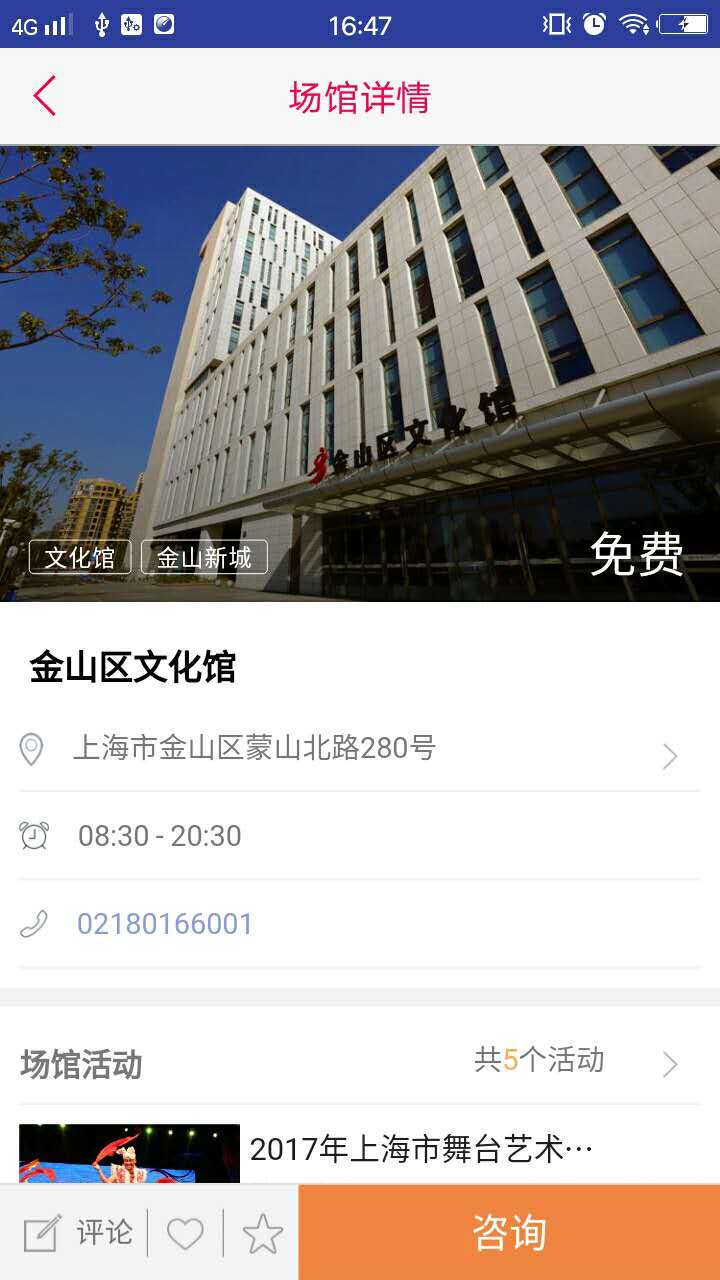 4G
16:47
场馆详情
金山区文化馆
文化馆
金山新城
免费
金山区文化馆
上海市金山区蒙山北路280号
08:30 - 20:30
02180166001
场馆活动
共5个活动
2017年上海市舞台艺术…
评论
咨询